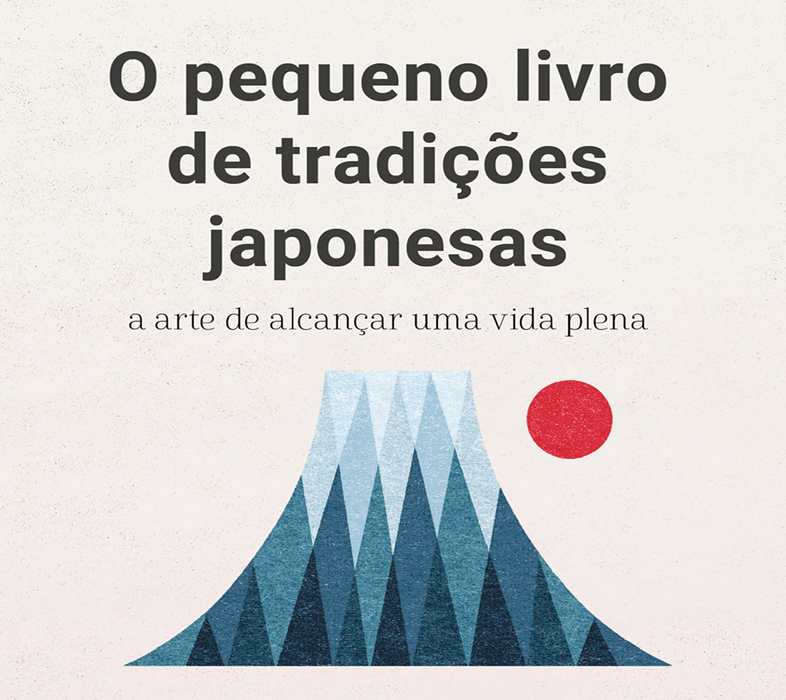 O pequeno livro
de tradições
japonesas
a arte de alcançar uma vida plena